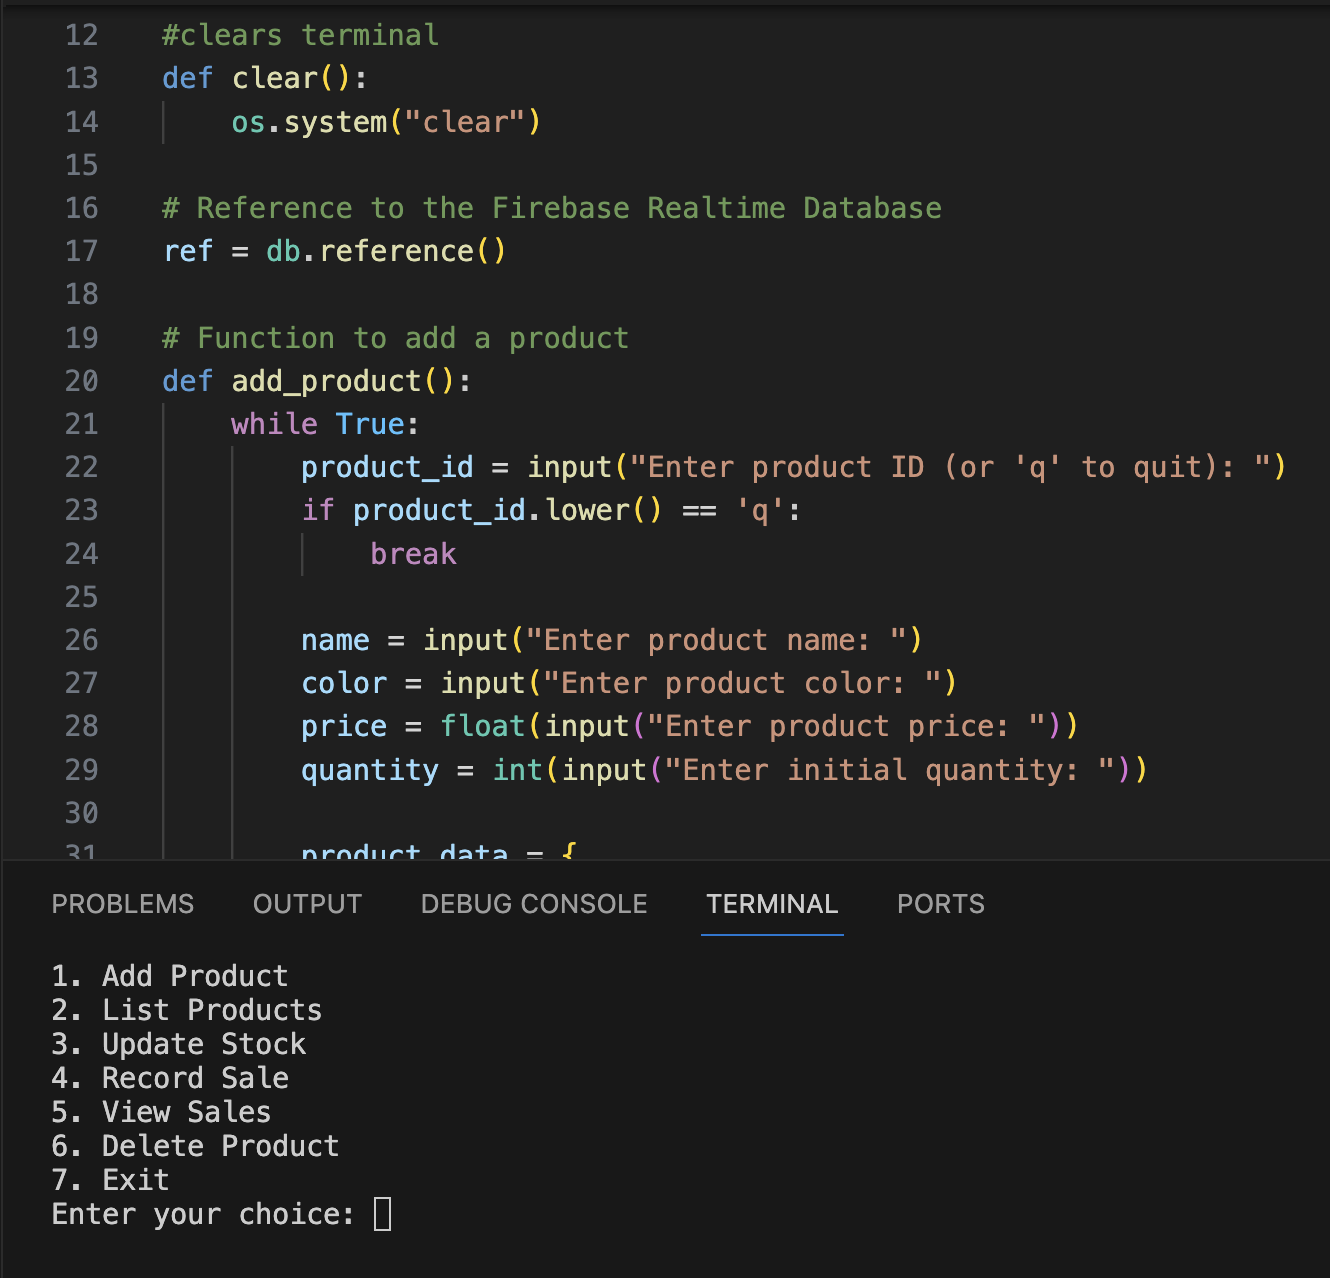 12 #clears terminal
13 def clear():
14 os.system("clear")
15
16 # Reference to the Firebase Realtime Database
17 ref = db.reference()
18
19 # Function to add a product
20 def add_product():
21 while True:
22 product_id = input("Enter product ID (or 'q' to quit): ")
23 if product_id.lower() == 'q':
24 break
25
26 name = input("Enter product name: ")
27 color = input("Enter product color: ")
28 price = float(input("Enter product price: "))
29 quantity = int(input("Enter initial quantity: "))
30
31 product_data = {
PROBLEMS OUTPUT DEBUG CONSOLE TERMINAL PORTS
1. Add Product
2. List Products
3. Update Stock
4. Record Sale
5. View Sales
6. Delete Product
7. Exit
Enter your choice: